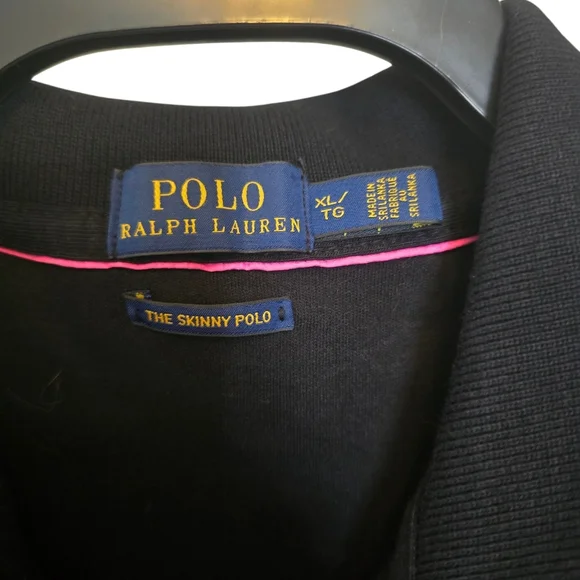 POLO
RALPH LAUREN
XL/
TG
MADE IN
SRI LANKA
FABRIQUÉ
AU
SRI LANKA
THE SKINNY POLO